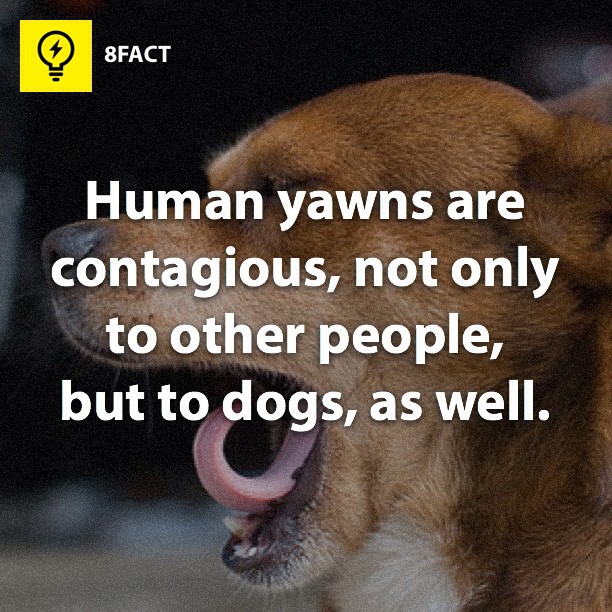 8FACT
Human yawns are
contagious, not only
to other people,
but to dogs, as well.